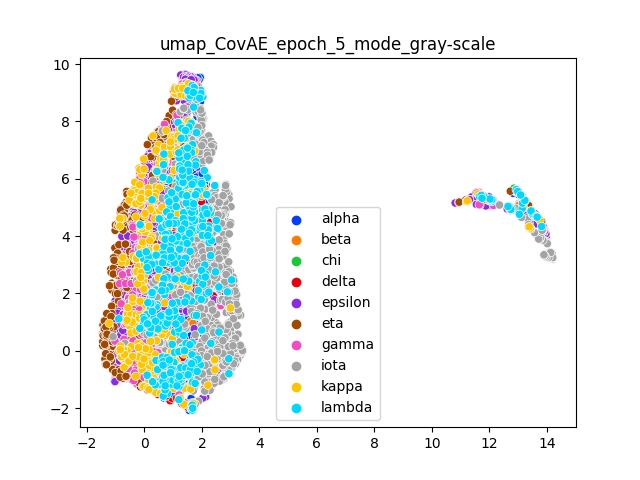 umap_CovAE_epoch_5_mode_gray-scale
10
8
6
4
2
0
−2
alpha
beta
chi
delta
epsilon
eta
gamma
iota
kappa
lambda
−2
0
2
4
6
8
10
12
14